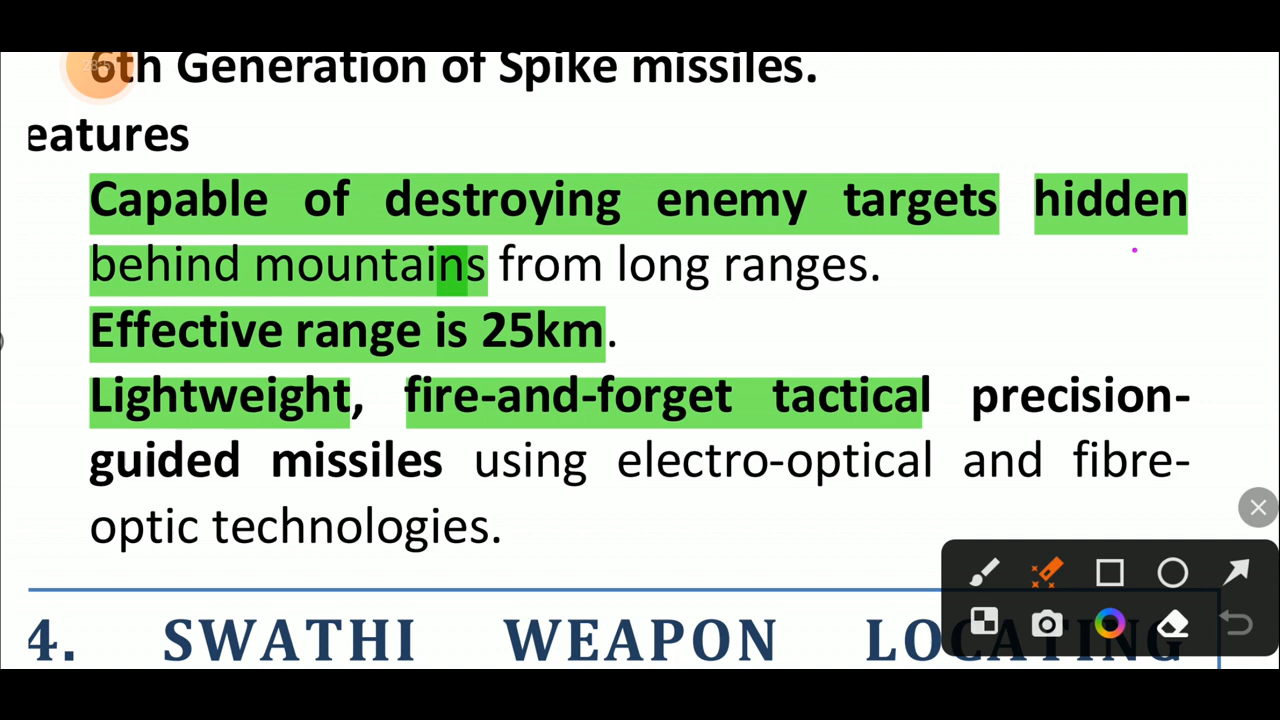 6th Generation of Spike missiles.
eatures
Capable of destroying enemy targets hidden
behind mountains from long ranges.
Effective range is 25km.
Lightweight, fire-and-forget tactical precision-
guided missiles using electro-optical and fibre-
optic technologies.
4. SWATHI WEAPON LOCATING